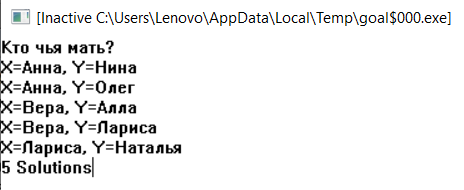 [Inactive C:\Users\Lenovo\AppData\Local\Temp\goal$000.exe]
Кто чья мать?
X=Анна, Y=Нина
X=Анна, Y=Олег
X=Вера, Y=Алла
X=Вера, Y=Лариса
X=Лариса, Y=Наталья
5 Solutions